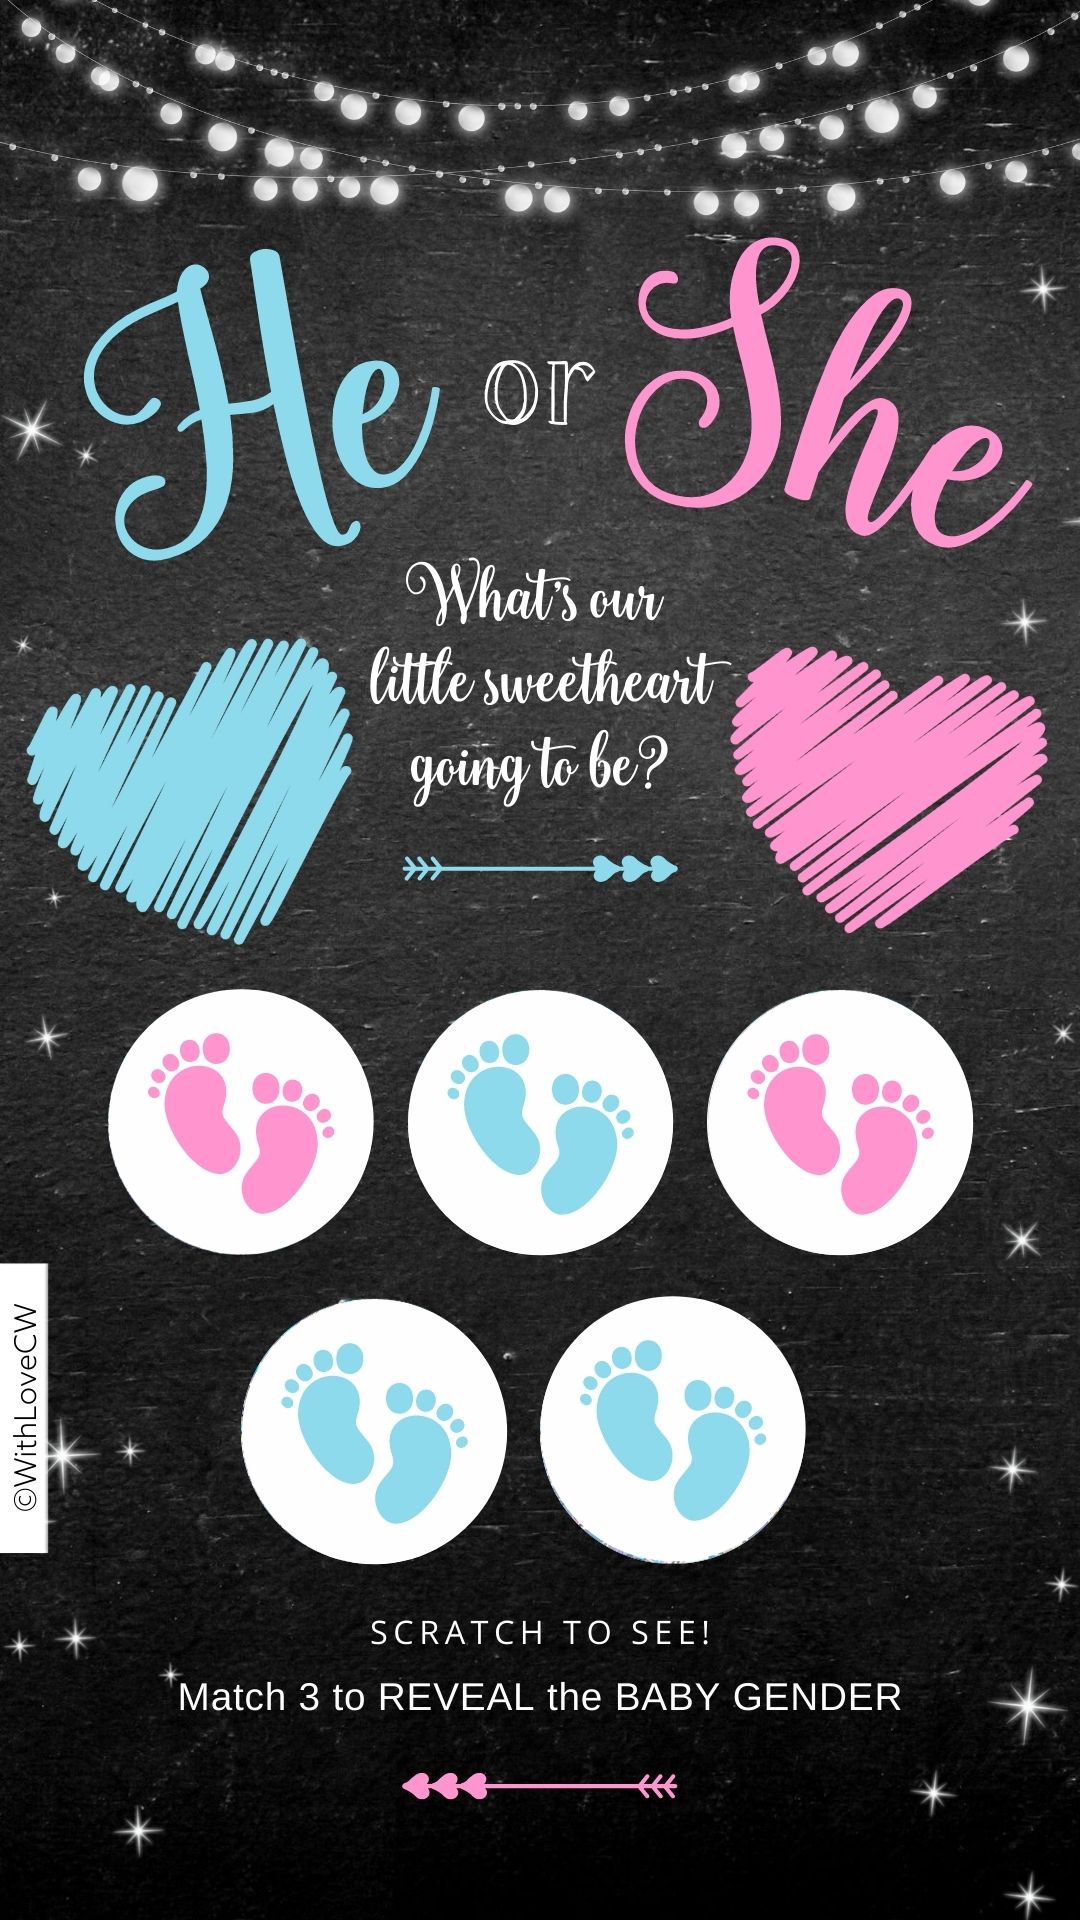 He or She
What's our
little sweetheart
going to be?
©WithLoveCW
SCRATCH TO SEE!
Match 3 to REVEAL the BABY GENDER